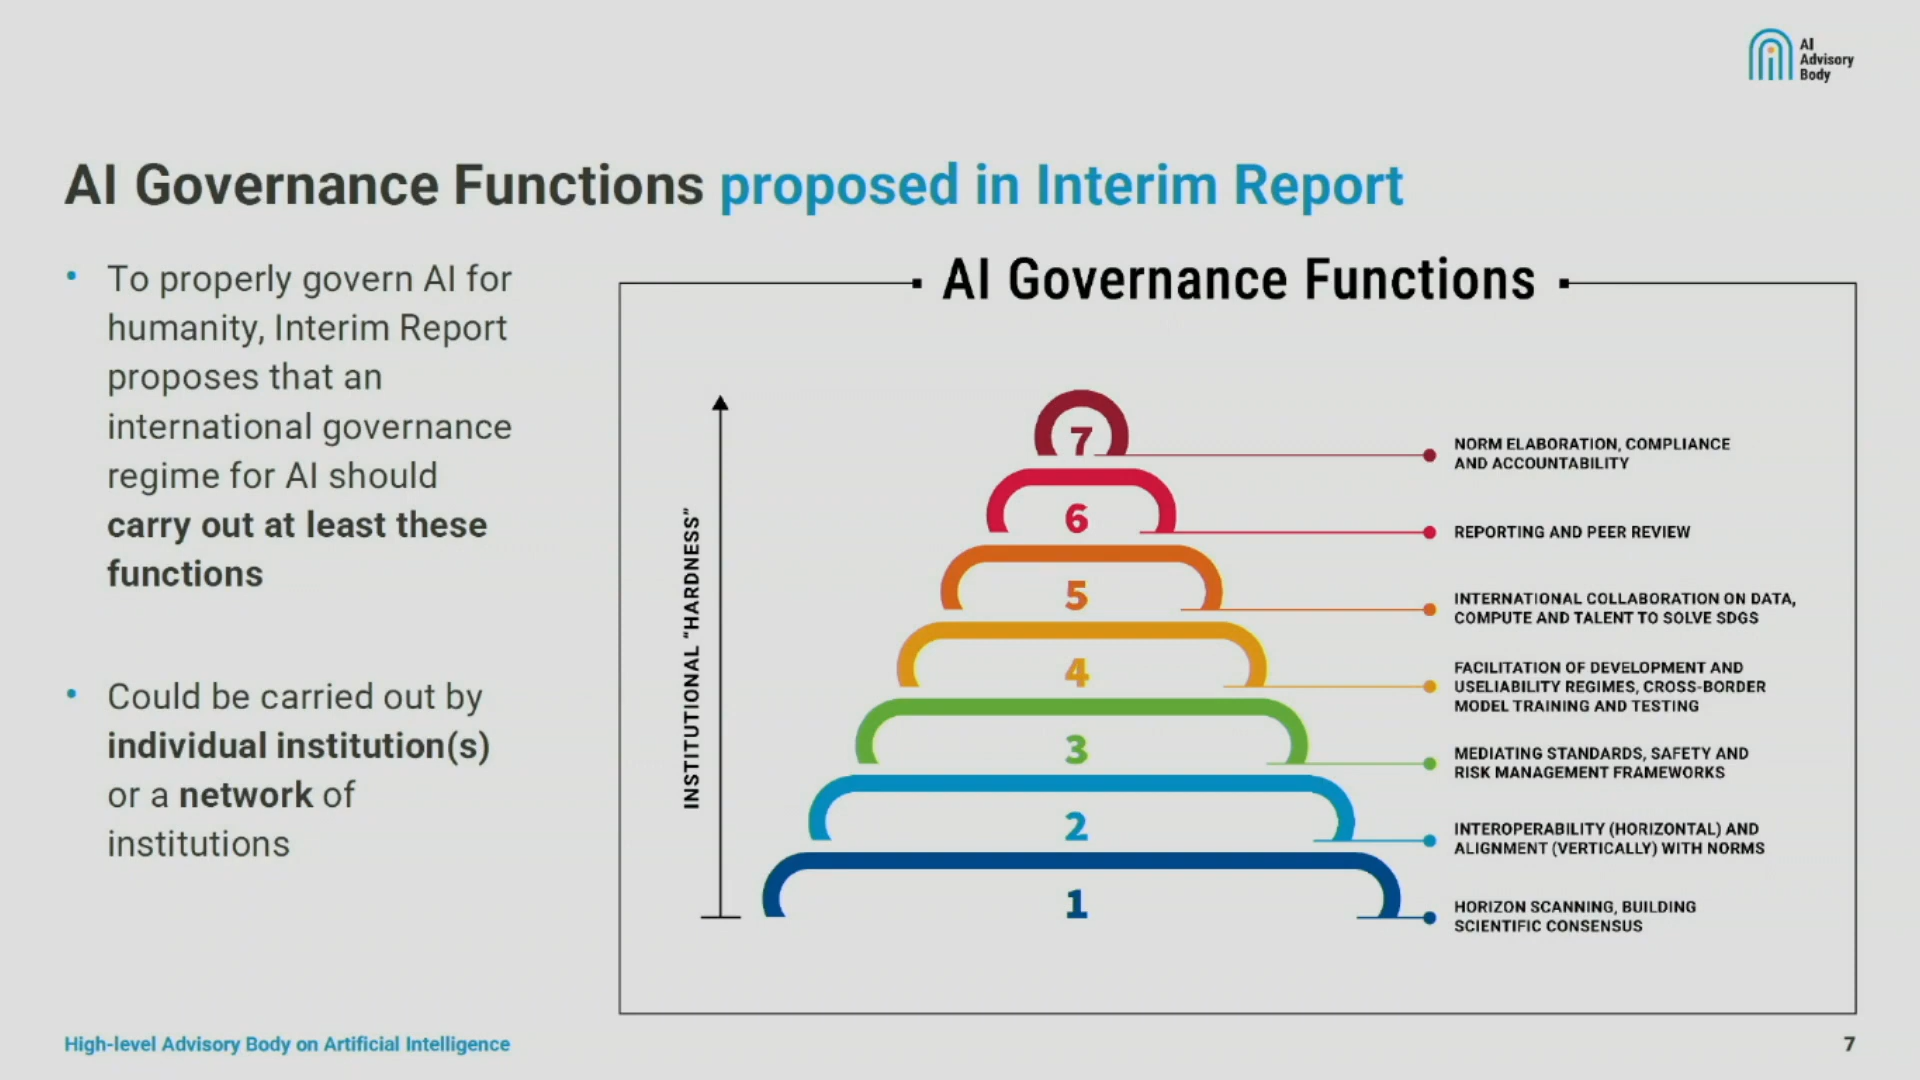 AI
Advisory
Body
AI Governance Functions proposed in Interim Report
• To properly govern AI for
humanity, Interim Report
proposes that an
international governance
regime for AI should
carry out at least these
functions
• Could be carried out by
individual institution(s)
or a network of
institutions
AI Governance Functions
INSTITUTIONAL “HARDNESS”
7
NORM ELABORATION, COMPLIANCE
AND ACCOUNTABILITY
6
REPORTING AND PEER REVIEW
5
INTERNATIONAL COLLABORATION ON DATA,
COMPUTE AND TALENT TO SOLVE SDGS
4
FACILITATION OF DEVELOPMENT AND
USELIABILITY REGIMES, CROSS-BORDER
MODEL TRAINING AND TESTING
3
MEDIATING STANDARDS, SAFETY AND
RISK MANAGEMENT FRAMEWORKS
2
INTEROPERABILITY (HORIZONTAL) AND
ALIGNMENT (VERTICALLY) WITH NORMS
1
HORIZON SCANNING, BUILDING
SCIENTIFIC CONSENSUS
High-level Advisory Body on Artificial Intelligence
7